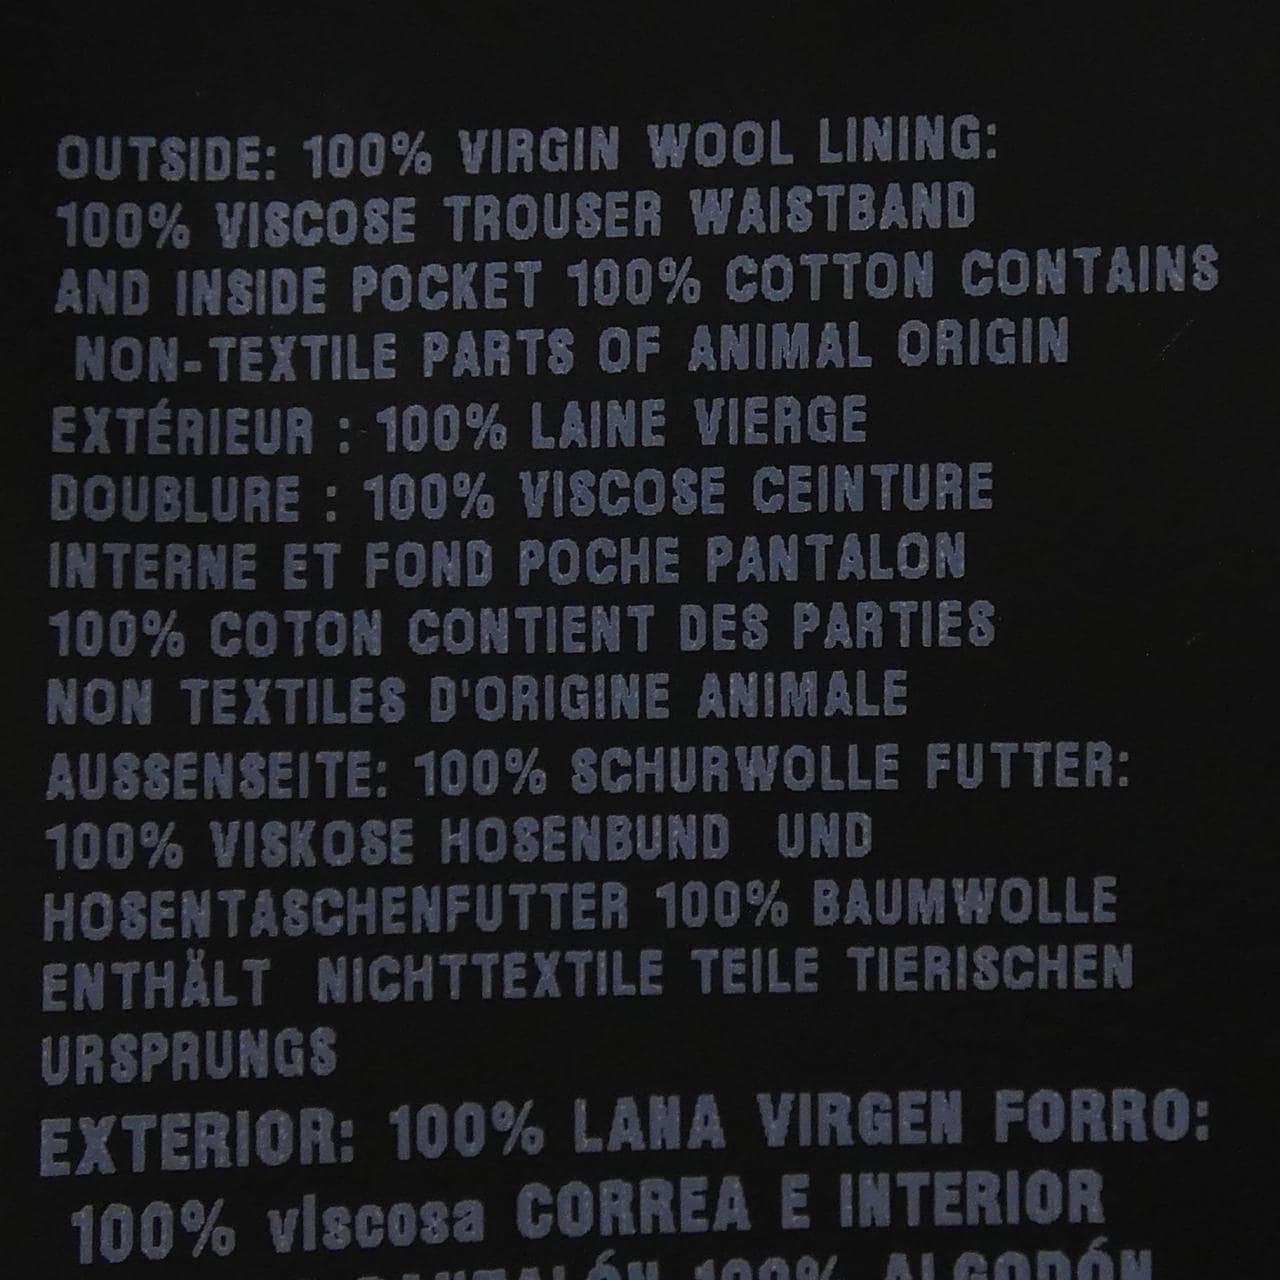 OUTSIDE: 100% VIRGIN WOOL LINING:
100% VISCOSE TROUSER WAISTBAND
AND INSIDE POCKET 100% COTTON CONTAINS
NON-TEXTILE PARTS OF ANIMAL ORIGIN
EXTÉRIEUR : 100% LAINE VIERGE
DOUBLURE : 100% VISCOSE CEINTURE
INTERNE ET FOND POCHE PANTALON
100% COTON CONTIENT DES PARTIES
NON TEXTILES D'ORIGINE ANIMALE
AUSSENSEITE: 100% SCHURWOLLE FUTTER:
100% VISKOSE HOSENBUND UND
HOSENTASCHENFUTTER 100% BAUMWOLLE
ENTHÄLT NICHTTEXTILE TEILE TIERISCHEN
URSPRUNGS
EXTERIOR: 100% LANA VIRGEN FORRO:
100% viscosa CORREA E INTERIOR
PANTALÓN 100% ALGODÓN